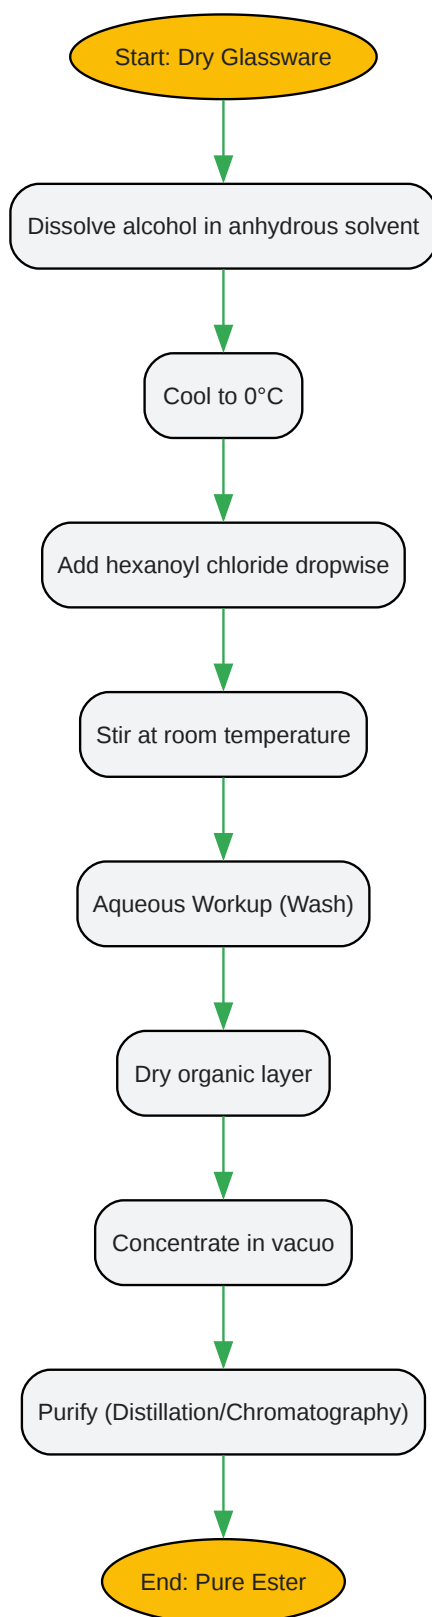 Start: Dry Glassware
Dissolve alcohol in anhydrous solvent
Cool to 0°C
Add hexanoyl chloride dropwise
Stir at room temperature
Aqueous Workup (Wash)
Dry organic layer
Concentrate in vacuo
Purify (Distillation/Chromatography)
End: Pure Ester